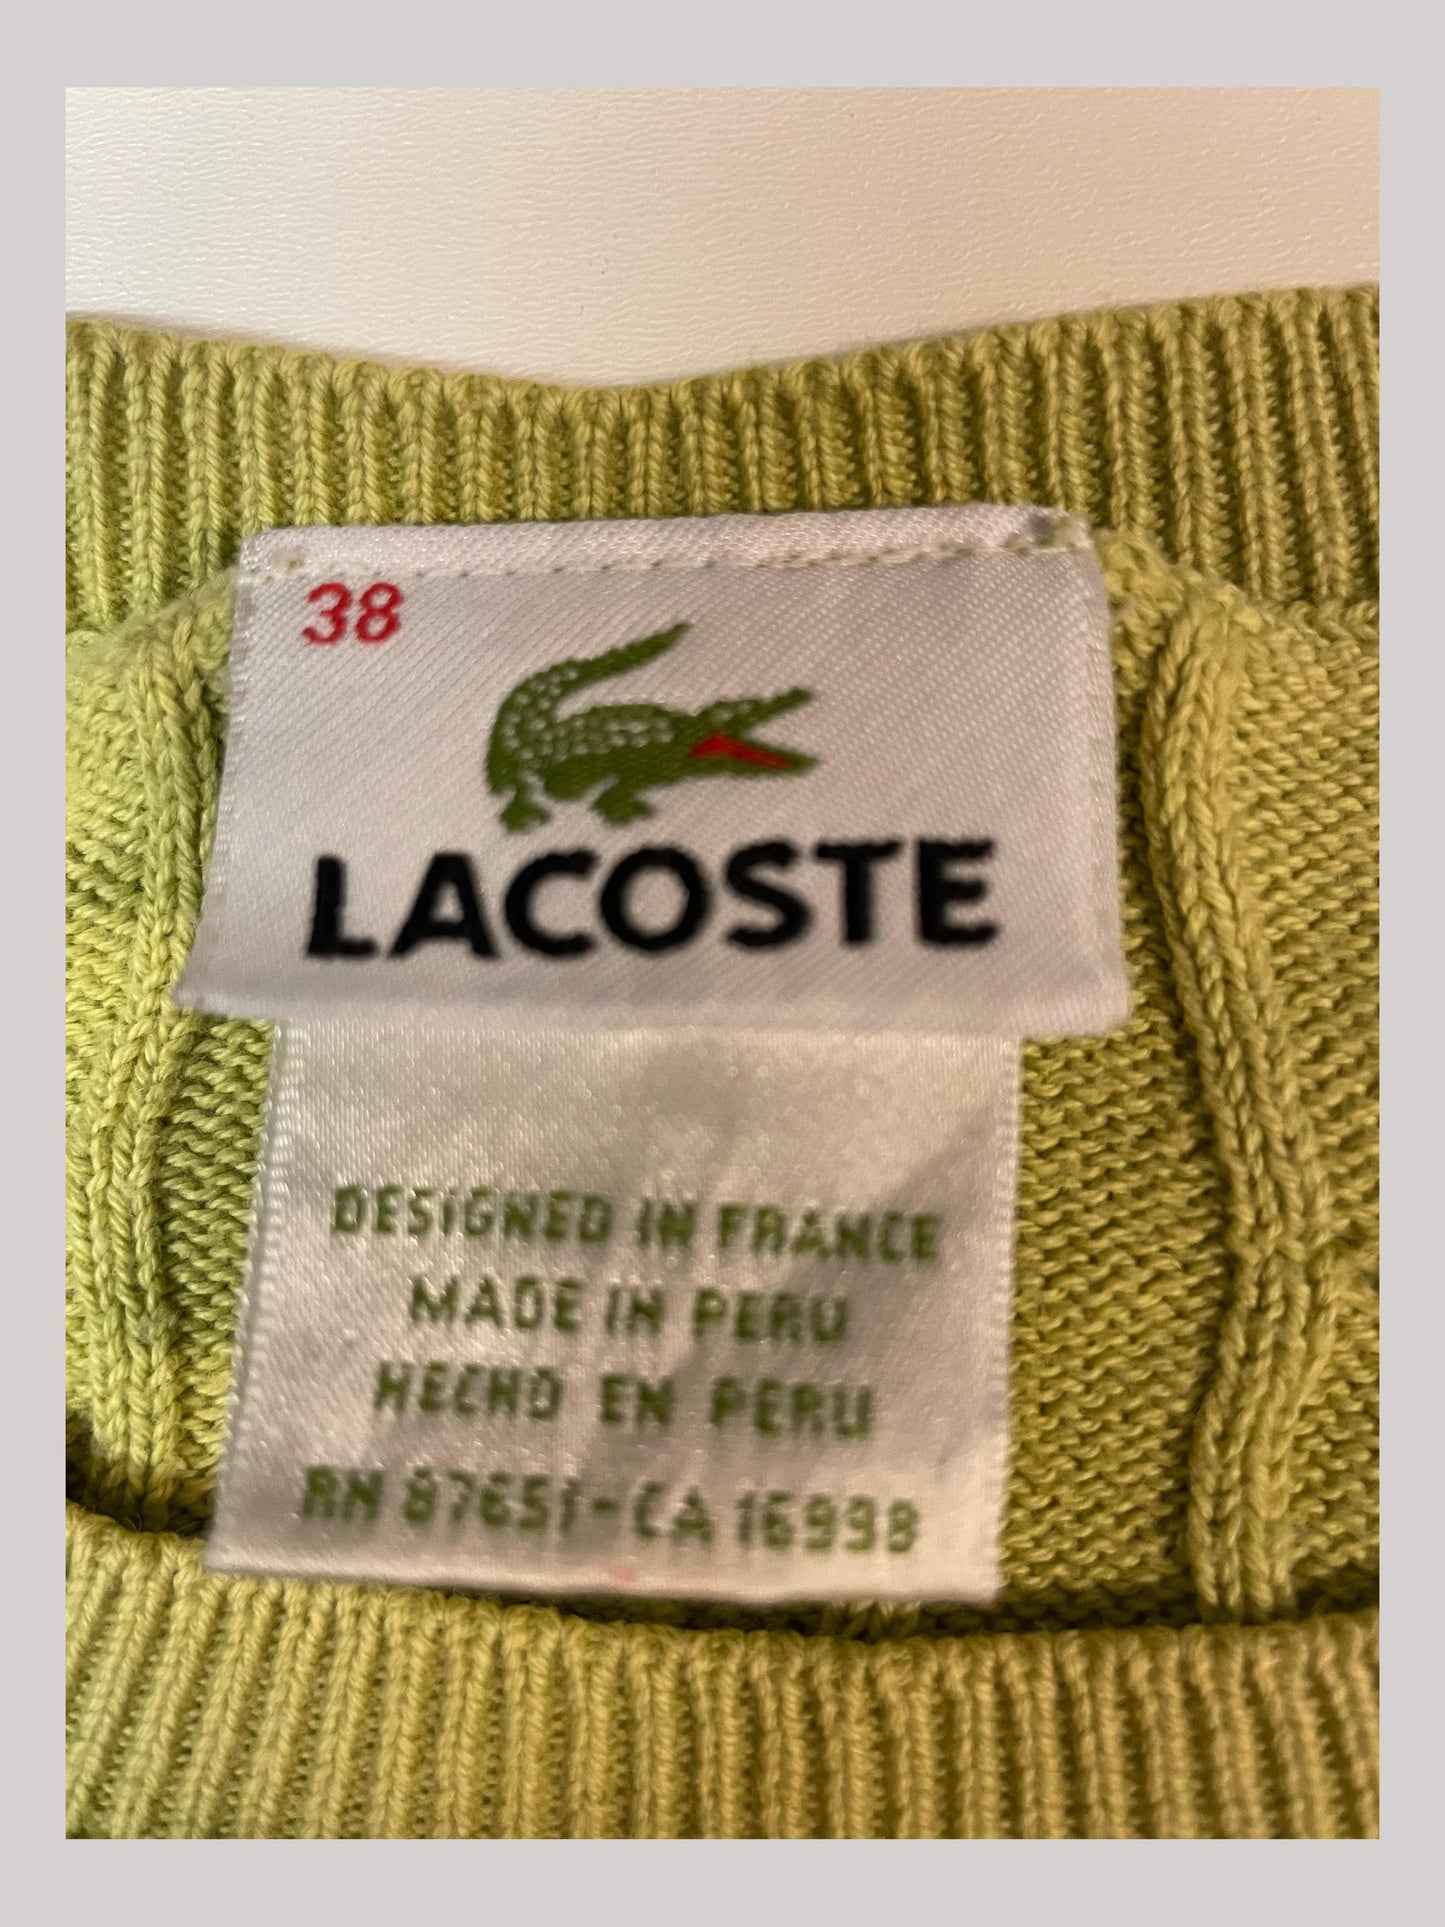 38
LACOSTE
DESIGNED IN FRANCE
MADE IN PERU
HECHO EN PERU
RN 87651-CA 16998